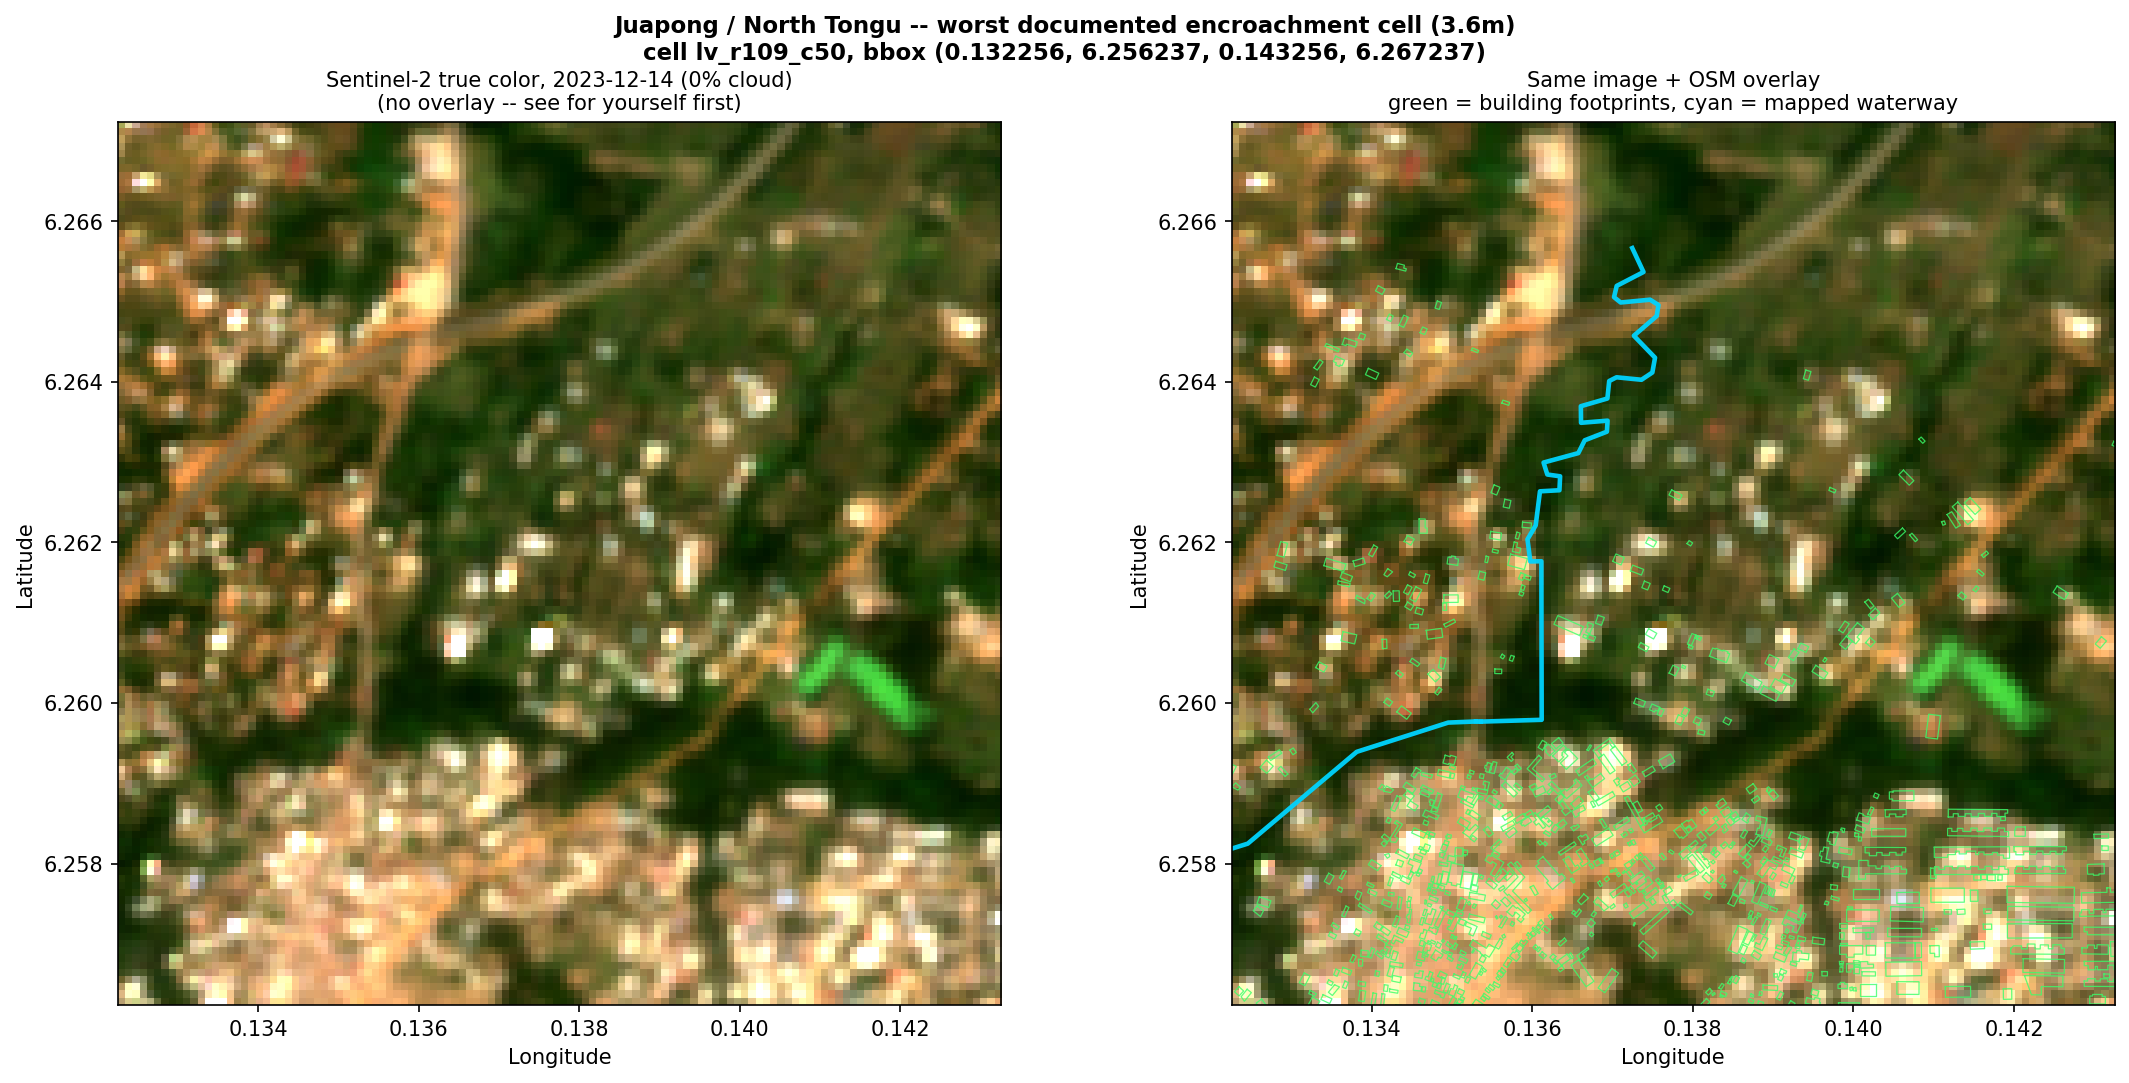 Juapong / North Tongu -- worst documented encroachment cell (3.6m)
cell lv_r109_c50, bbox (0.132256, 6.256237, 0.143256, 6.267237)
Sentinel-2 true color, 2023-12-14 (0% cloud)
(no overlay -- see for yourself first)
6.266
6.264
6.262
6.260
6.258
Latitude
0.134
0.136
0.138
0.140
0.142
Longitude
Same image + OSM overlay
green = building footprints, cyan = mapped waterway
6.266
6.264
6.262
6.260
6.258
Latitude
0.134
0.136
0.138
0.140
0.142
Longitude